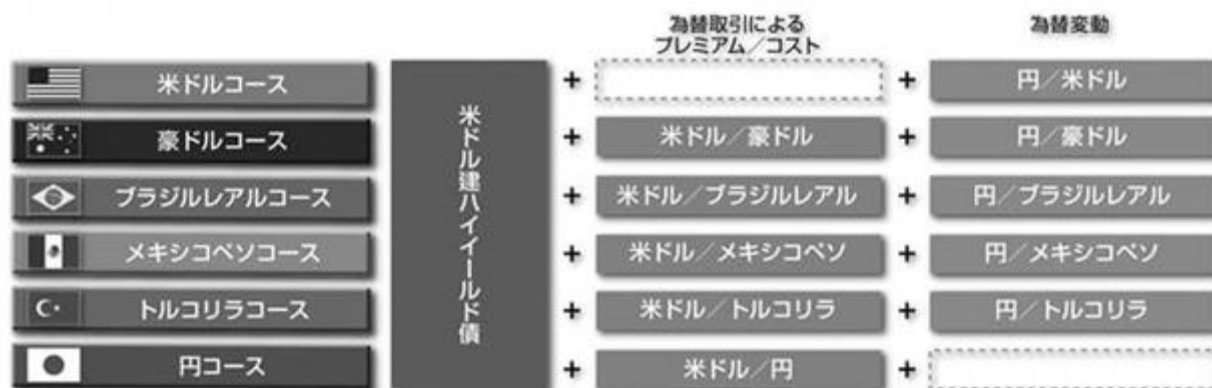 為替取引による
プレミアム／コスト
為替変動
米ドルコース
米ドル建ハイイールド債
+
+
円／米ドル
豪ドルコース
+
米ドル／豪ドル
+
円／豪ドル
ブラジルレアルコース
+
米ドル／ブラジルレアル
+
円／ブラジルレアル
メキシコペソコース
+
米ドル／メキシコペソ
+
円／メキシコペソ
トルコリラコース
+
米ドル／トルコリラ
+
円／トルコリラ
円コース
+
米ドル／円
+